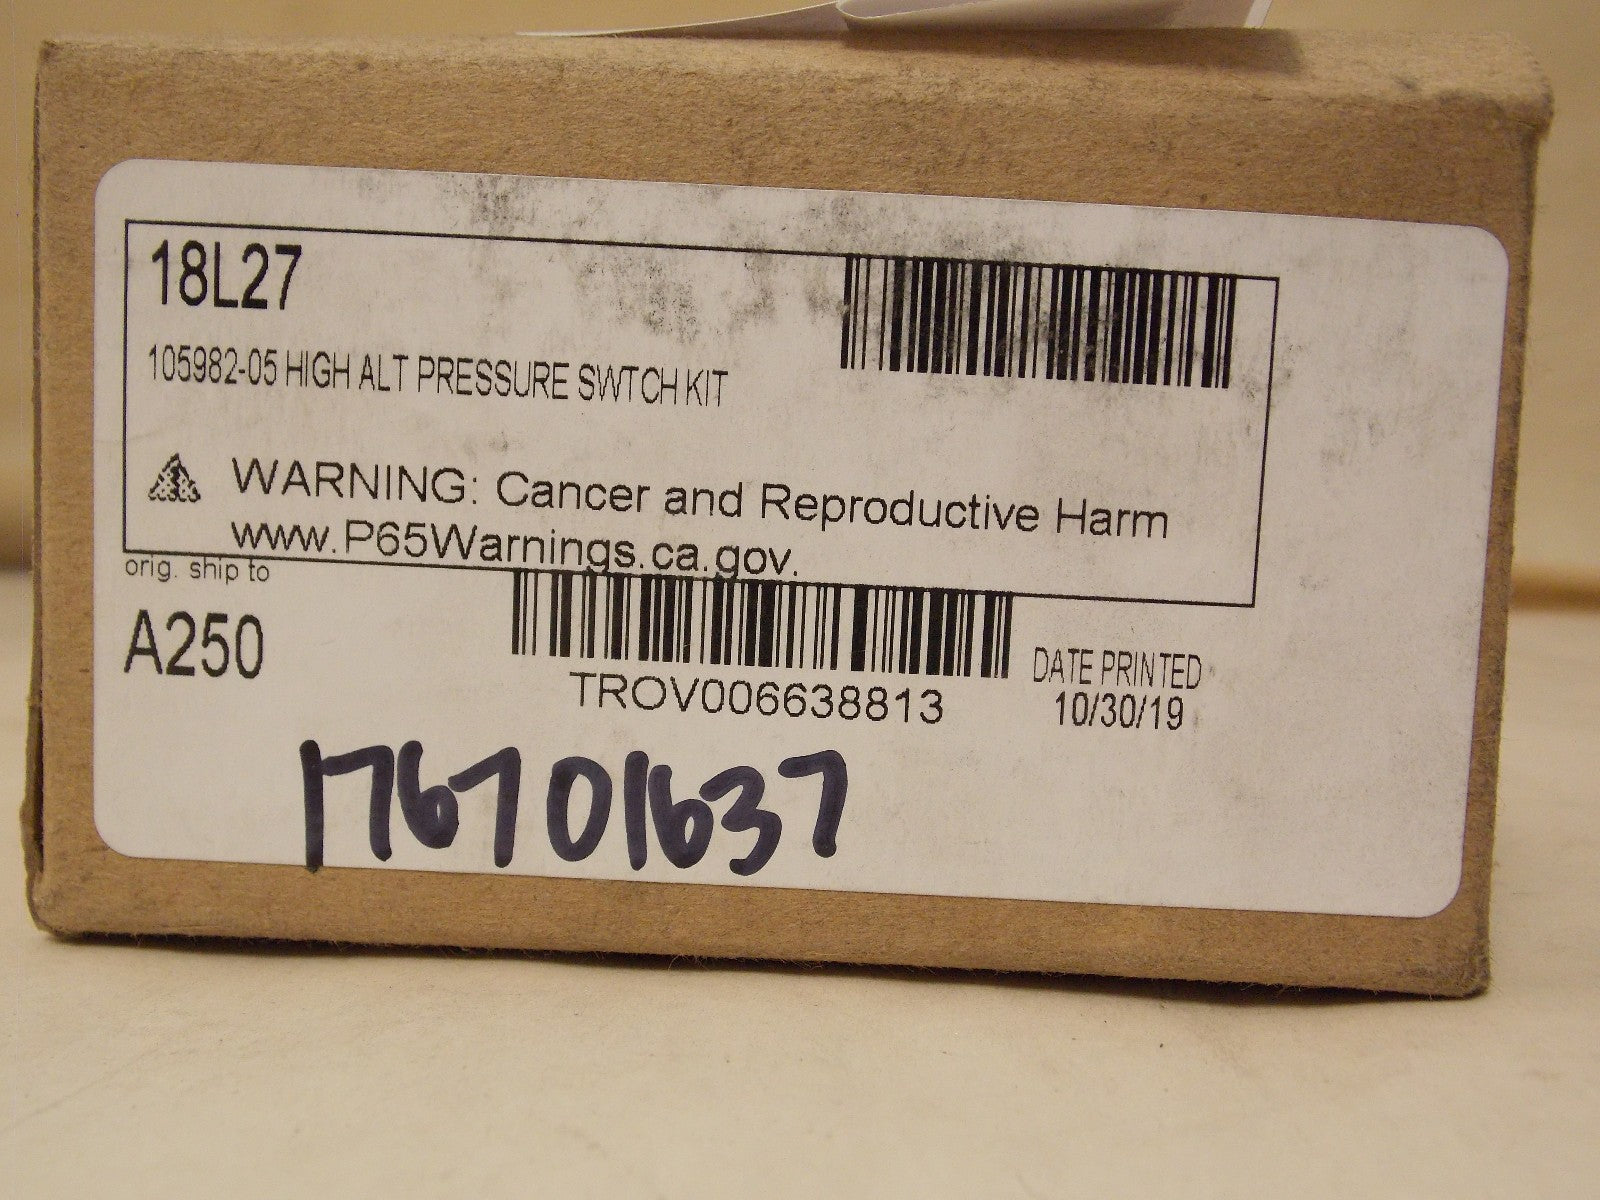 18L27
105982-05 HIGH ALT PRESSURE SWTCH KIT
WARNING: Cancer and Reproductive Harm
www.P65Warnings.ca.gov.
orig. ship to
A250
TROV006638813
DATE PRINTED
10/30/19
176701637